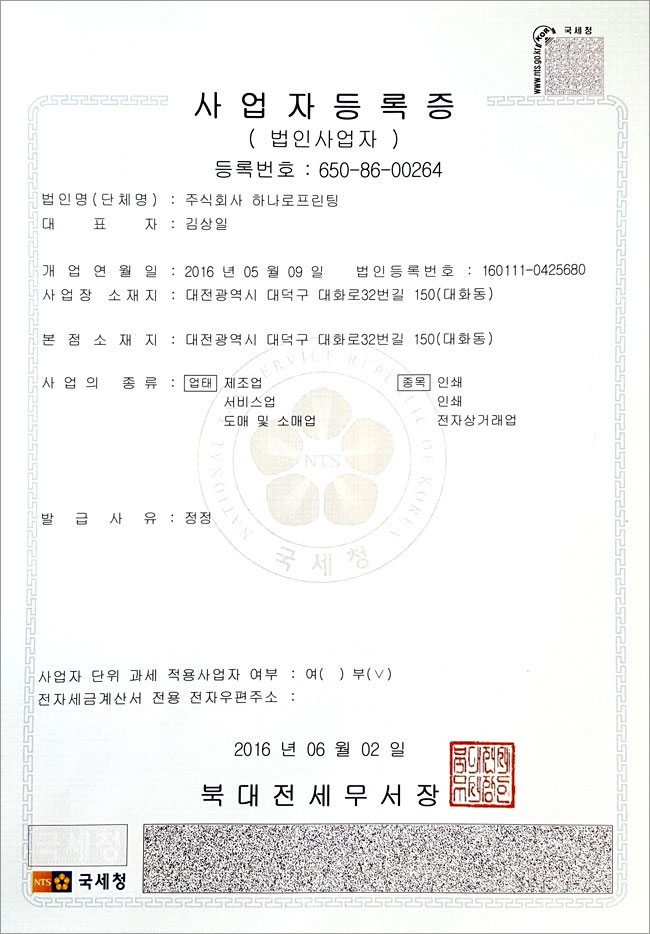 국세청
www.nts.go.kr
사업자등록증
( 법인사업자 )
등록번호 : 650-86-00264
법인명(단체명) : 주식회사 하나로프린팅
대 표 자 : 김상일
개 업 연 월 일 : 2016 년 05 월 09 일 법인등록번호 : 160111-0425680
사업장 소재지 : 대전광역시 대덕구 대화로32번길 150(대화동)
본 점 소 재 지 : 대전광역시 대덕구 대화로32번길 150(대화동)
사 업 의 종 류 : 업태 제조업 종목 인쇄
서비스업 인쇄
도매 및 소매업 전자상거래업
NATIONAL TAX SERVICE REPUBLIC OF KOREA
NTS
국세청
발 급 사 유 : 정정
사업자 단위 과세 적용사업자 여부 : 여( ) 부(∨)
전자세금계산서 전용 전자우편주소 :
2016 년 06 월 02 일
북대전세무서장
국세청
NTS 국세청